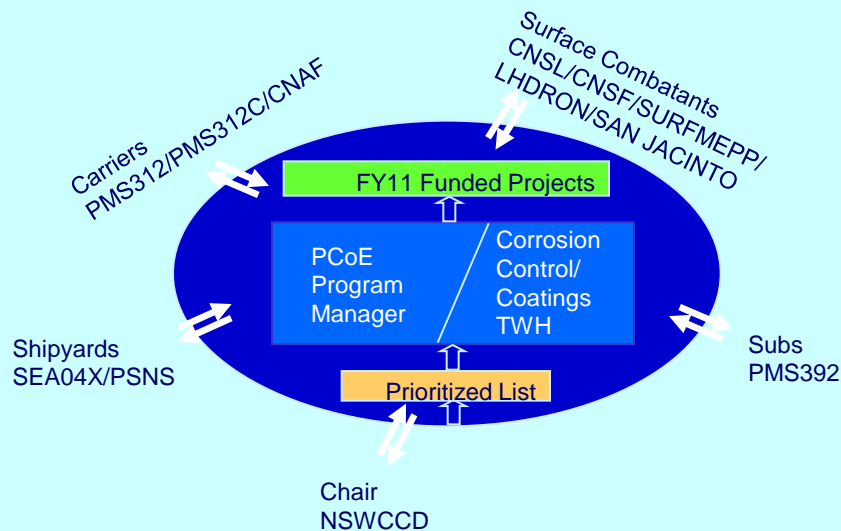 Surface Combatants
CNSL/CNSF/SURFMEPP/
LHDRON/SAN JACINTO
Carriers
PMS312/PMS312C/CNAF
FY11 Funded Projects
PCoE
Program
Manager
Corrosion
Control/
Coatings
TWH
Shipyards
SEA04X/PSNS
Subs
PMS392
Prioritized List
Chair
NSWCCD